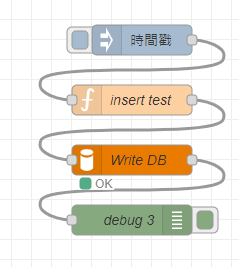 時間戳
insert test
Write DB
OK
debug 3